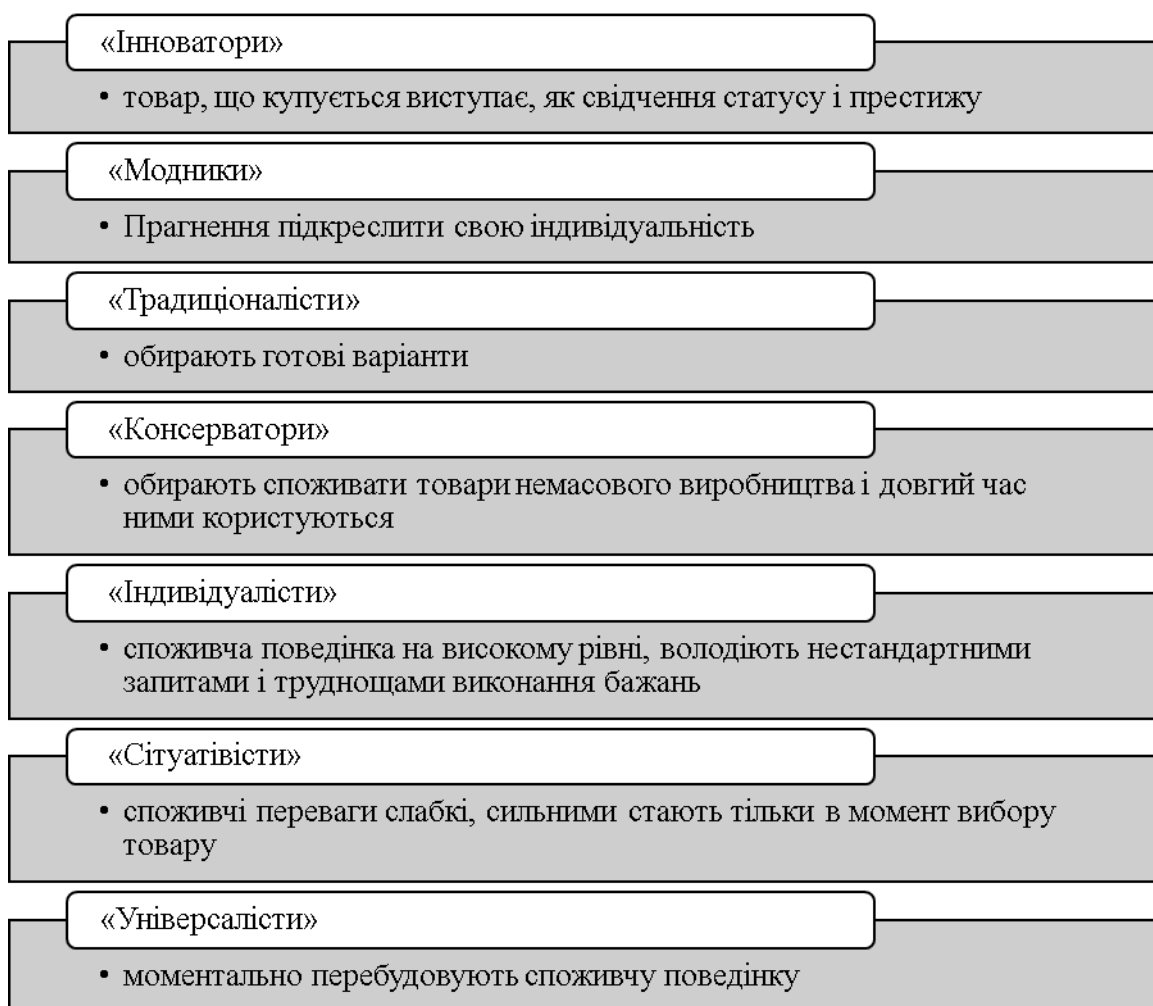 «Інноватори»
• товар, що купується виступає, як свідчення статусу і престижу
«Модники»
• Прагнення підкреслити свою індивідуальність
«Традиціоналісти»
• обирають готові варіанти
«Консерватори»
• обирають споживати товари немасового виробництва і довгий час
ними користуються
«Індивідуалісти»
• споживча поведінка на високому рівні, володіють нестандартними
запитами і труднощами виконання бажань
«Сітуатівісти»
• споживчі переваги слабкі, сильними стають тільки в момент вибору
товару
«Універсалісти»
• моментально перебудовують споживчу поведінку